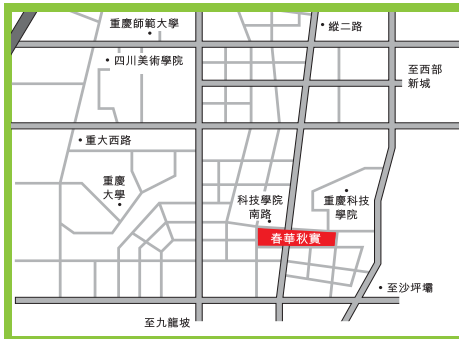 重慶師範大學
縱二路
四川美術學院
至西部
新城
重大西路
重慶
大學
科技學院
南路
重慶科技
學院
春華秋實
至沙坪壩
至九龍坡